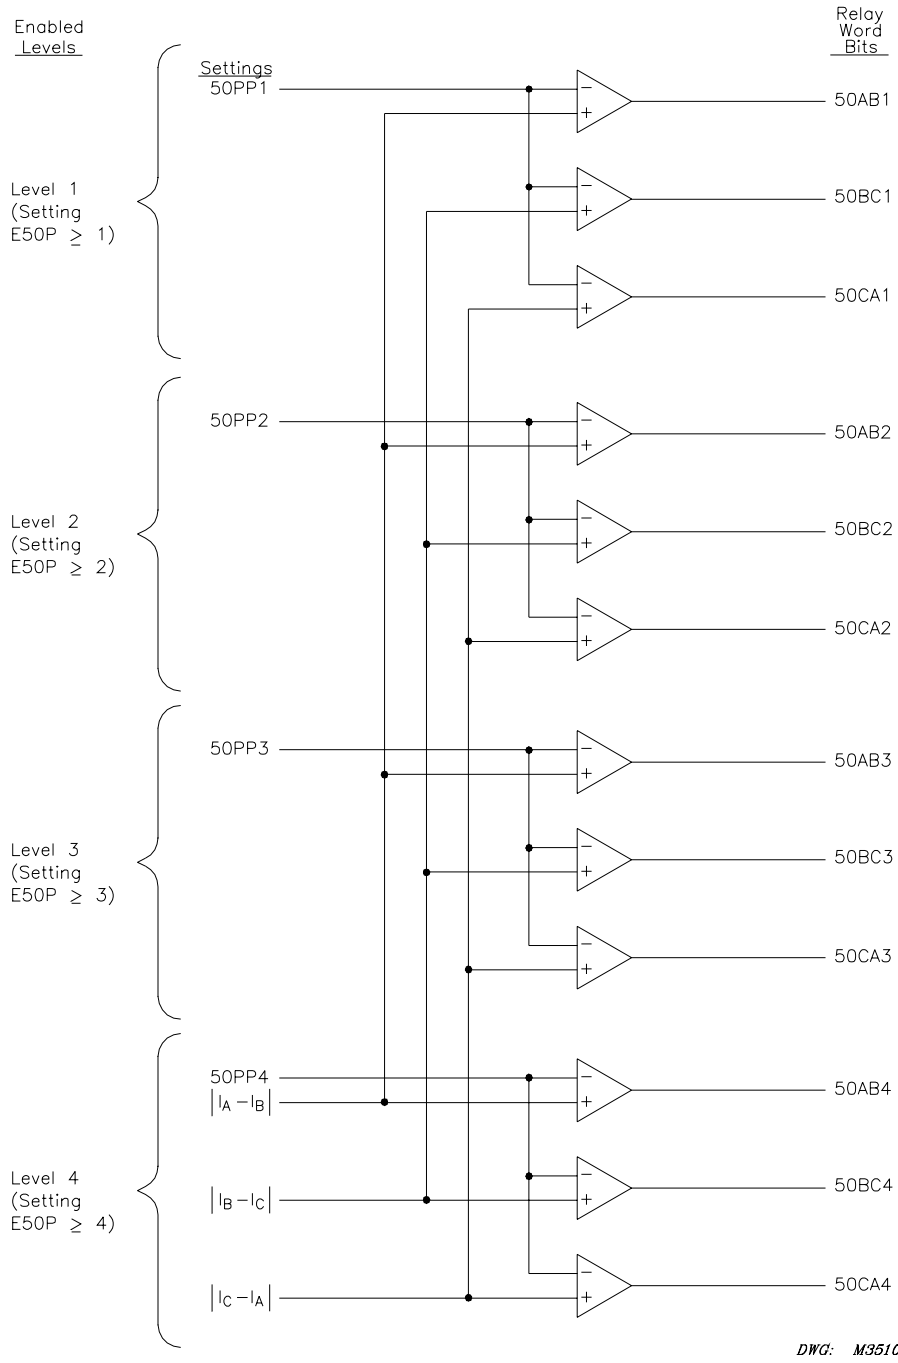 Enabled
Levels
Relay
Word
Bits
Settings
50PP1
50AB1
50BC1
50CA1
Level 1
(Setting
E50P ≥ 1)
50PP2
50AB2
50BC2
50CA2
Level 2
(Setting
E50P ≥ 2)
50PP3
50AB3
50BC3
50CA3
Level 3
(Setting
E50P ≥ 3)
50PP4
|IA-IB|
50AB4
|IB-IC|
50BC4
|IC-IA|
50CA4
Level 4
(Setting
E50P ≥ 4)
- + - + - +
- + - + - +
- + - + - +
- + - + - +
DWG: M3510